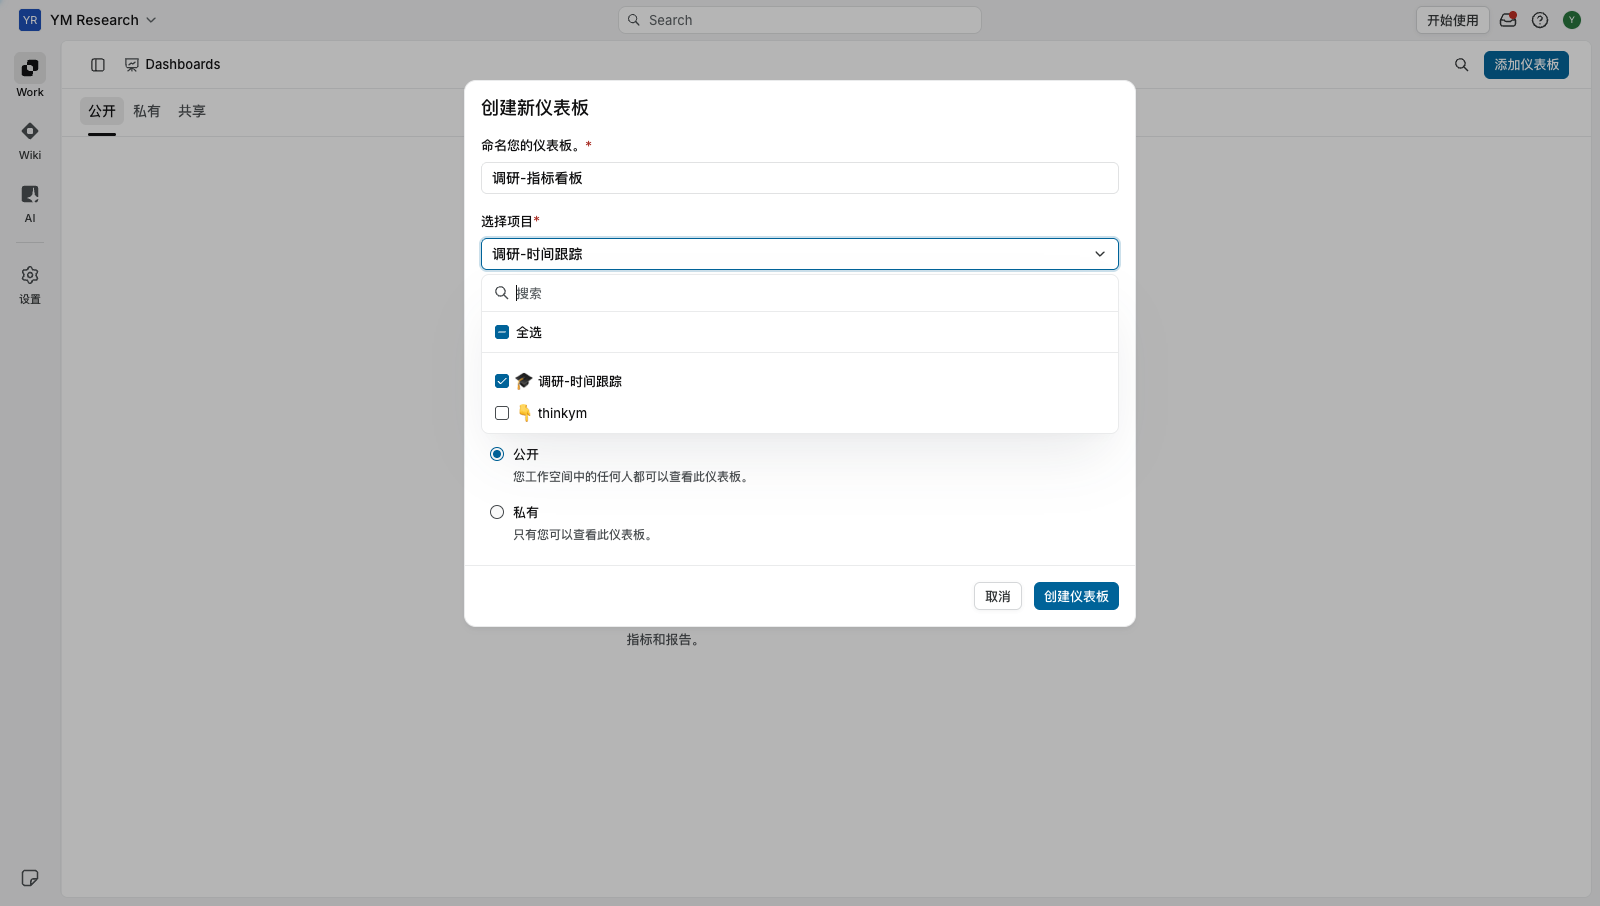 YR YM Research
Search
开始使用
Y
Work
Wiki
AI
设置
Dashboards
添加仪表板
公开 私有 共享
创建新仪表板
命名您的仪表板。*
调研-指标看板
选择项目*
调研-时间跟踪
搜索
全选
调研-时间跟踪
thinkym
公开
您工作空间中的任何人都可以查看此仪表板。
私有
只有您可以查看此仪表板。
取消 创建仪表板
指标和报告。